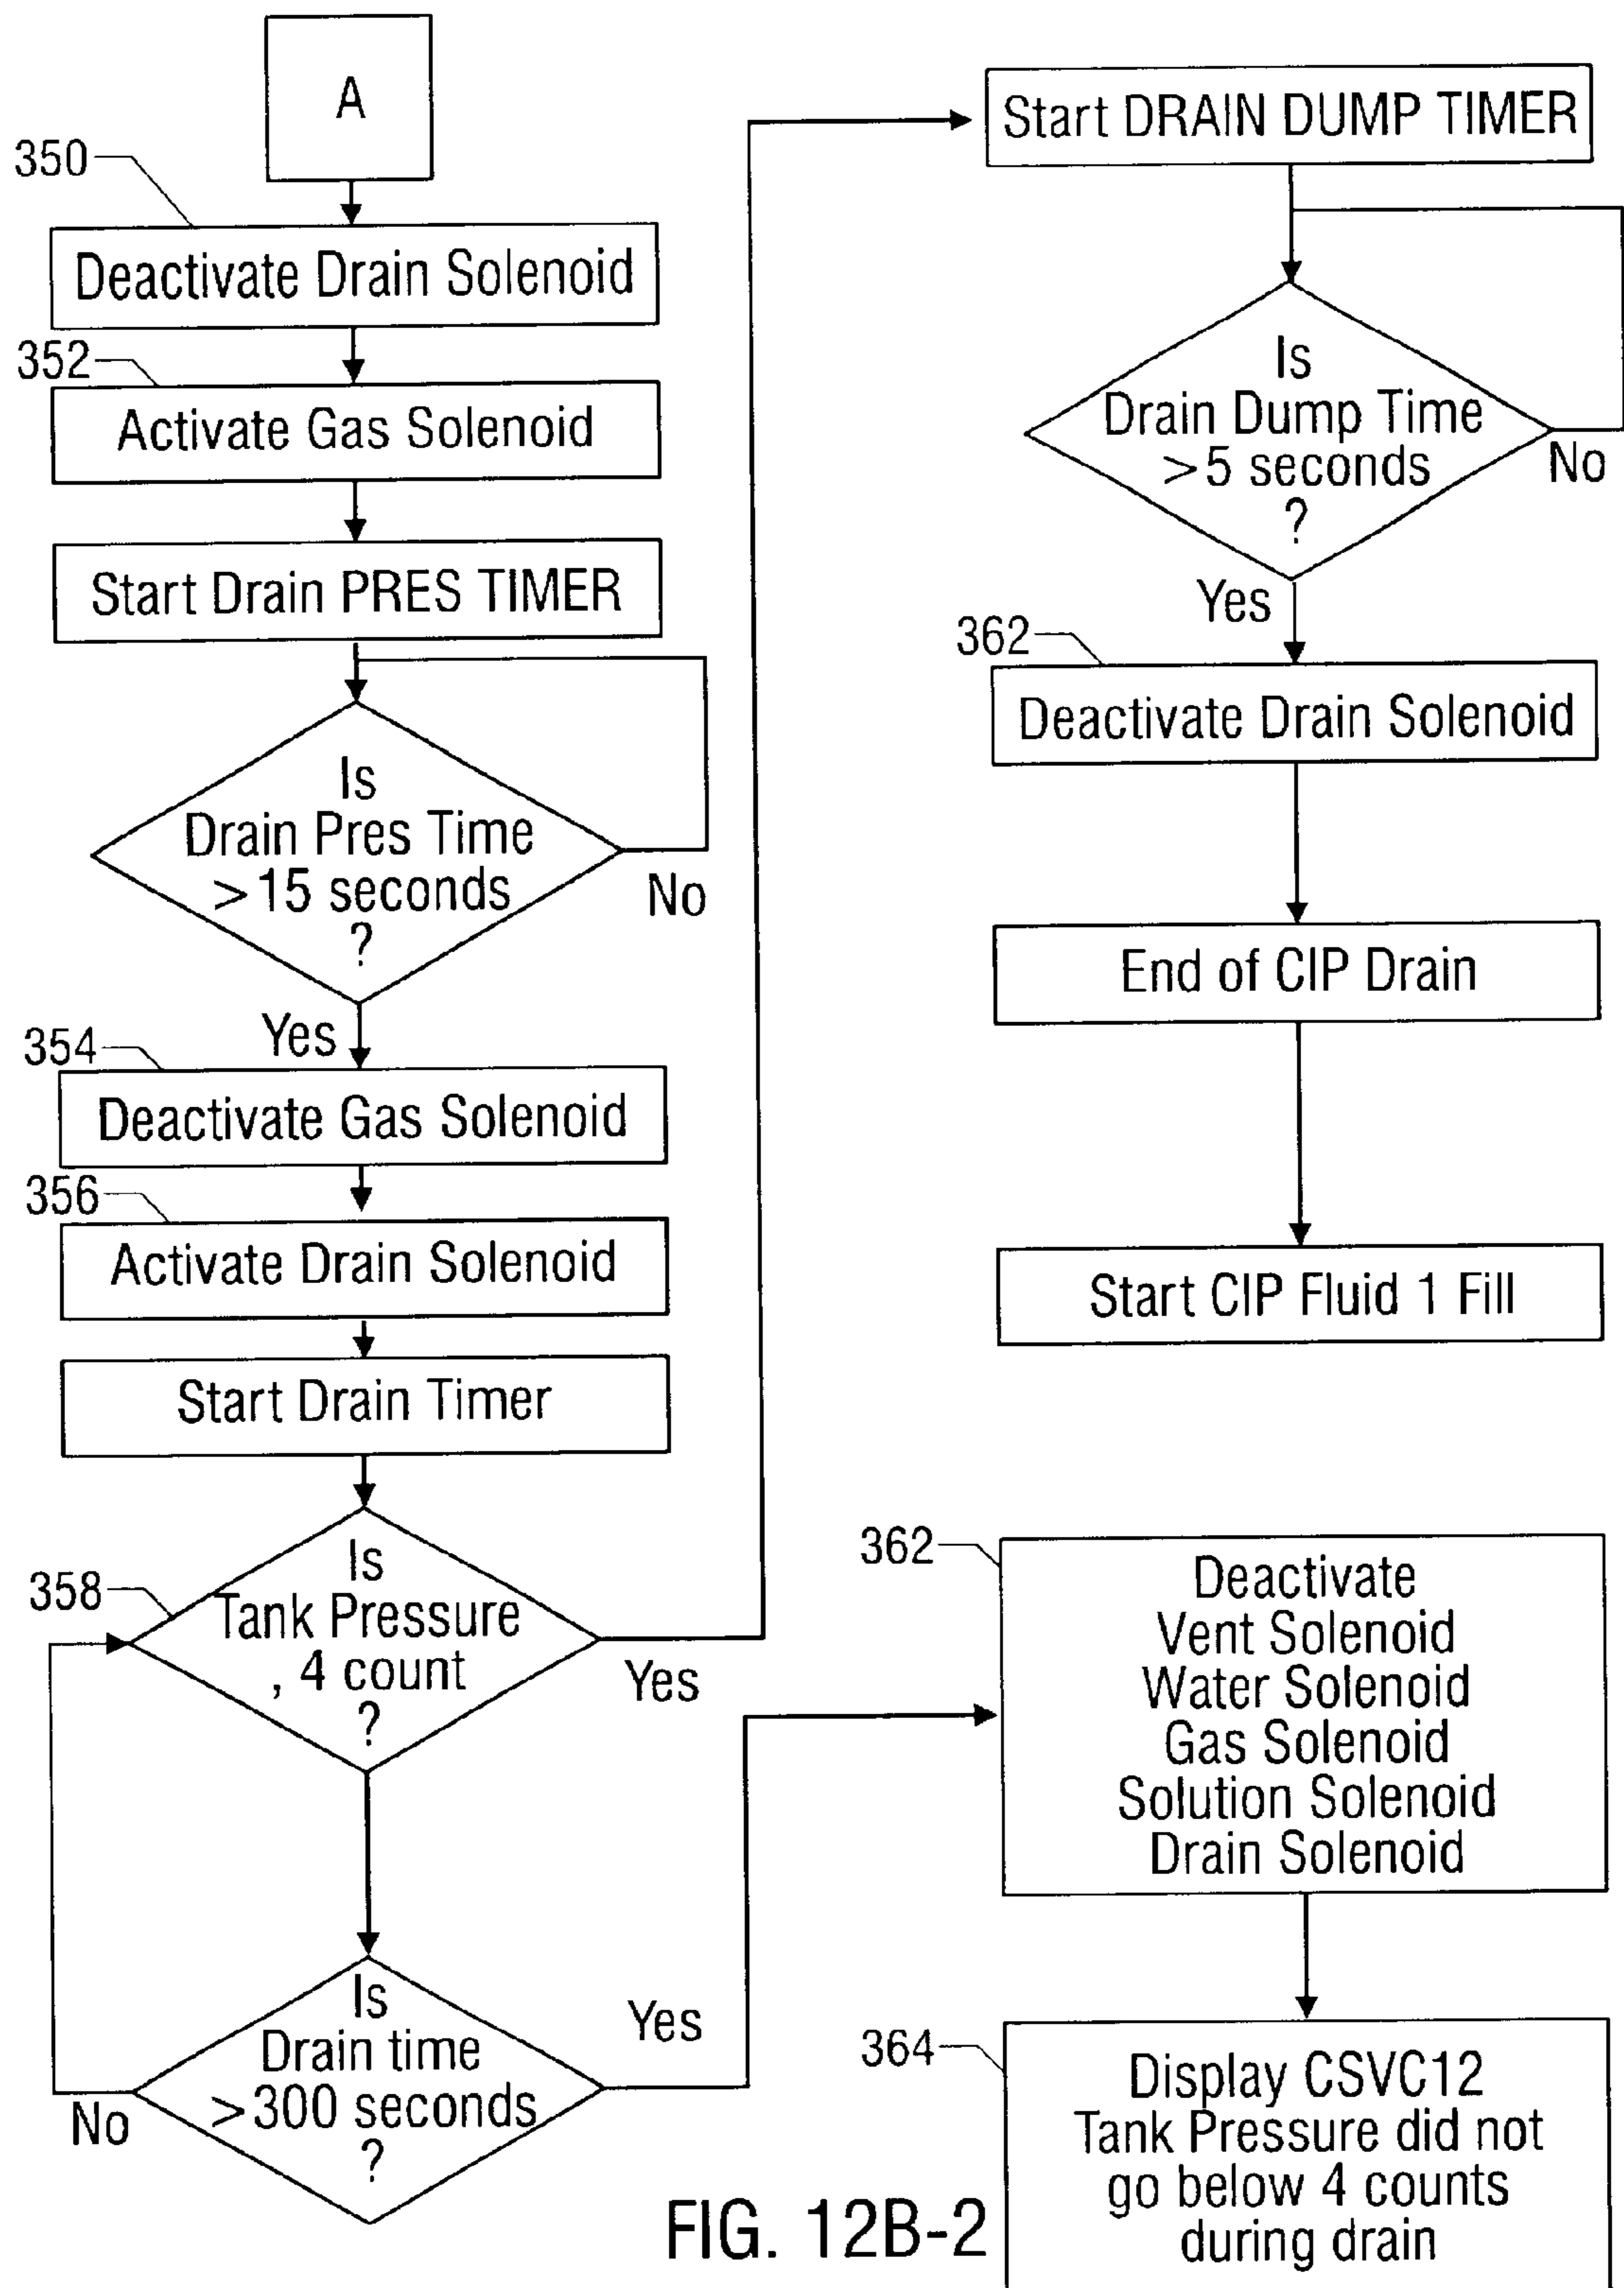 A
350
Deactivate Drain Solenoid
352
Activate Gas Solenoid
Start Drain PRES TIMER
Is
Drain Pres Time
>15 seconds
?
No
Yes
354
Deactivate Gas Solenoid
356
Activate Drain Solenoid
Start Drain Timer
358
Is
Tank Pressure
, 4 count
?
Yes
Is
Drain time
>300 seconds
?
Yes
No
Start DRAIN DUMP TIMER
Is
Drain Dump Time
>5 seconds
?
No
Yes
362
Deactivate Drain Solenoid
End of CIP Drain
Start CIP Fluid 1 Fill
362
Deactivate
Vent Solenoid
Water Solenoid
Gas Solenoid
Solution Solenoid
Drain Solenoid
364
Display CSVC12
Tank Pressure did not
go below 4 counts
during drain
FIG. 12B-2